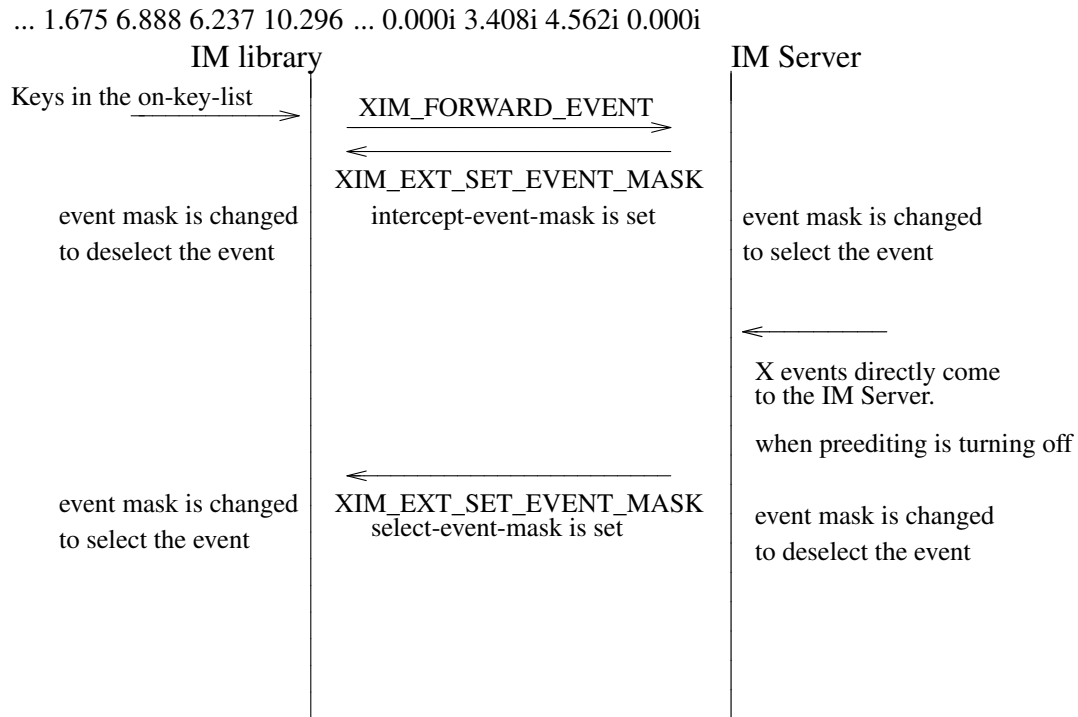 ... 1.675 6.888 6.237 10.296 ... 0.000i 3.408i 4.562i 0.000i
IM library
IM Server
Keys in the on-key-list
XIM_FORWARD_EVENT
XIM_EXT_SET_EVENT_MASK
event mask is changed
to deselect the event
intercept-event-mask is set
event mask is changed
to select the event
X events directly come
to the IM Server.
when preediting is turning off
event mask is changed
to select the event
XIM_EXT_SET_EVENT_MASK
select-event-mask is set
event mask is changed
to deselect the event